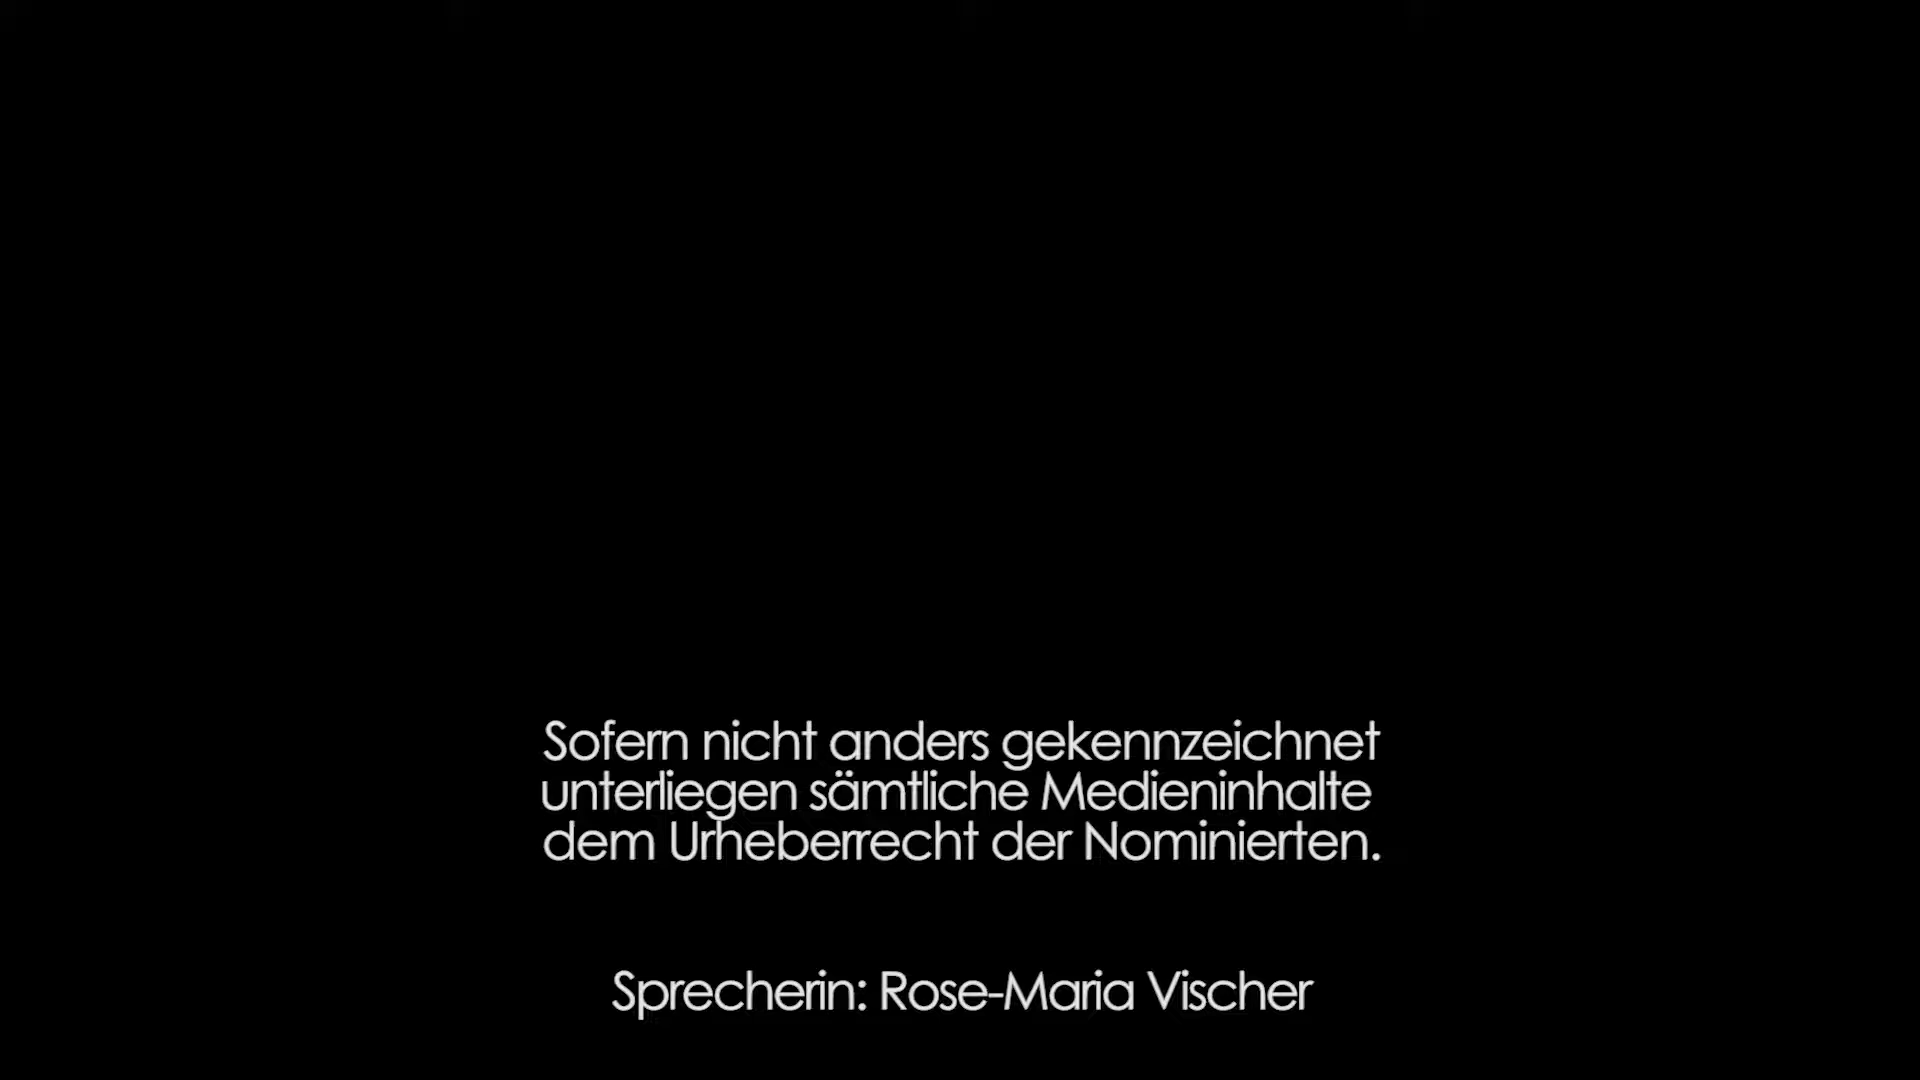 Sofern nicht anders gekennzeichnet
unterliegen sämtliche Medieninhalte
dem Urheberrecht der Nominierten.
Sprecherin: Rose-Maria Vischer